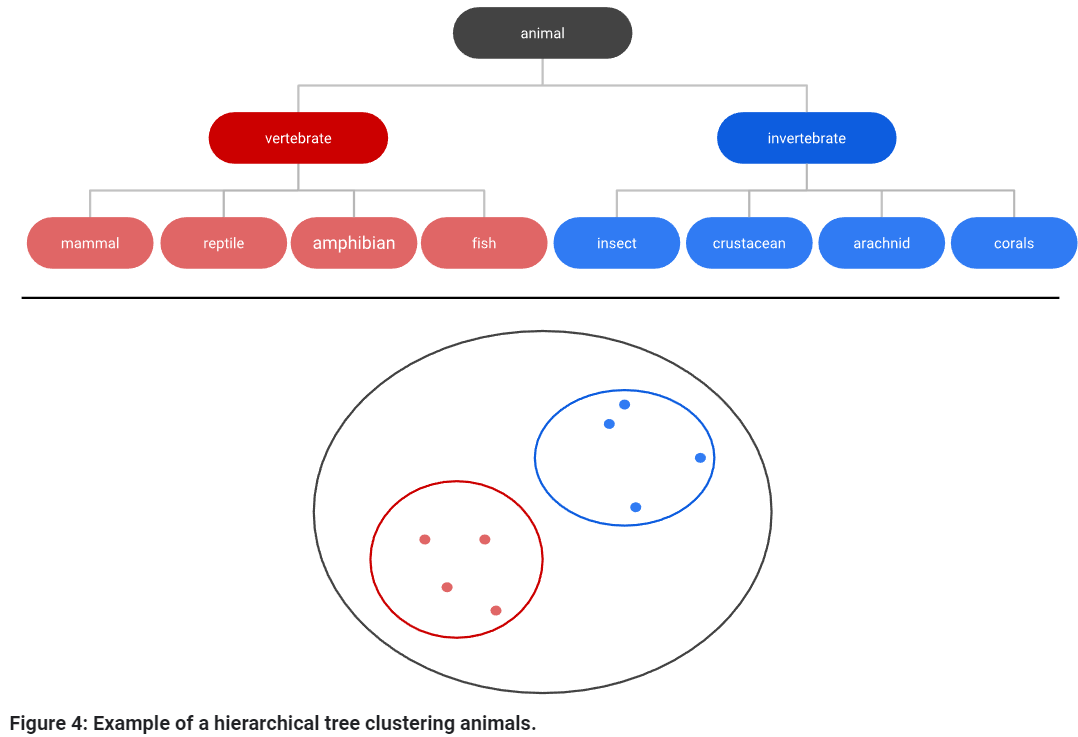 animal
vertebrate invertebrate
mammal reptile amphibian fish insect crustacean arachnid corals
Figure 4: Example of a hierarchical tree clustering animals.